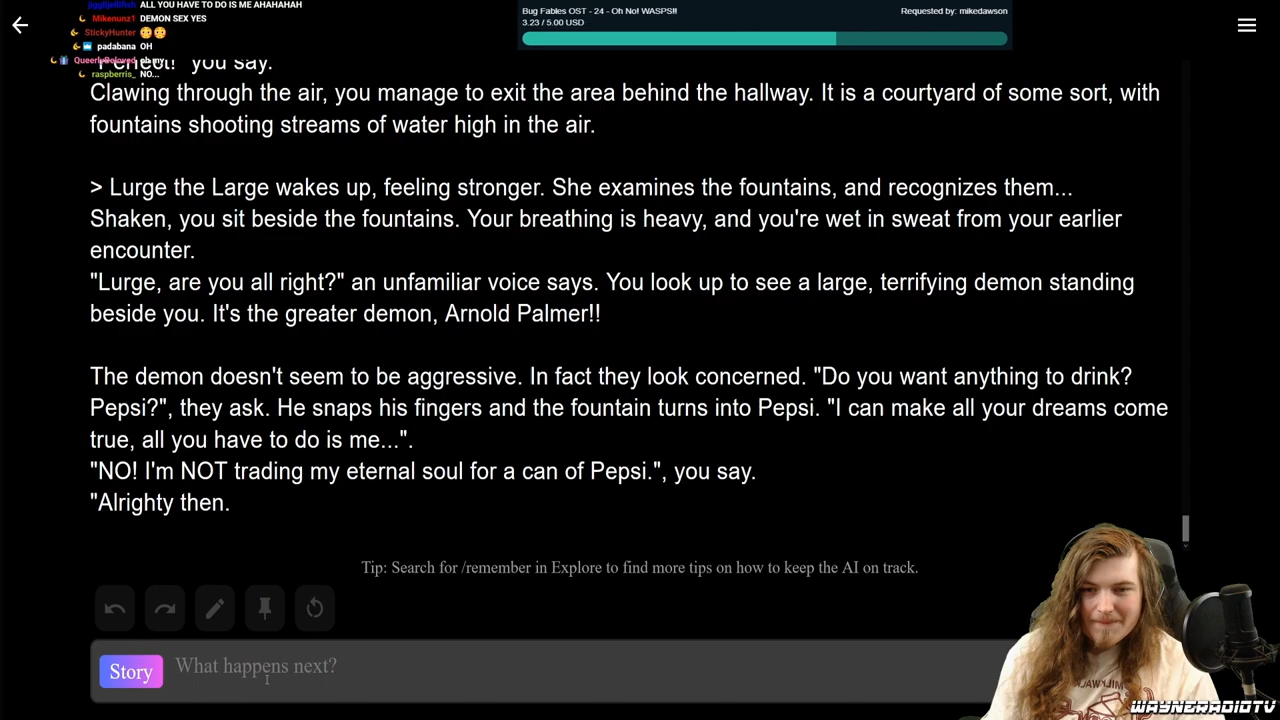 jigglijellifish ALL YOU HAVE TO DO IS ME AHAHAHAH
Mikenunz1 DEMON SEX YES
StickyHunter 😳😳
padabana OH
QueerlyBeloved oh my
raspberris_ NO...
Bug Fables OST - 24 - Oh No! WASPS!!
Requested by: mikedawson
3.23 / 5.00 USD
"Perfect!" you say.
Clawing through the air, you manage to exit the area behind the hallway. It is a courtyard of some sort, with
fountains shooting streams of water high in the air.
> Lurge the Large wakes up, feeling stronger. She examines the fountains, and recognizes them...
Shaken, you sit beside the fountains. Your breathing is heavy, and you're wet in sweat from your earlier
encounter.
"Lurge, are you all right?" an unfamiliar voice says. You look up to see a large, terrifying demon standing
beside you. It's the greater demon, Arnold Palmer!!
The demon doesn't seem to be aggressive. In fact they look concerned. "Do you want anything to drink?
Pepsi?", they ask. He snaps his fingers and the fountain turns into Pepsi. "I can make all your dreams come
true, all you have to do is me...".
"NO! I'm NOT trading my eternal soul for a can of Pepsi.", you say.
"Alrighty then.
Tip: Search for /remember in Explore to find more tips on how to keep the AI on track.
Story What happens next?
WAYNERADIOTV